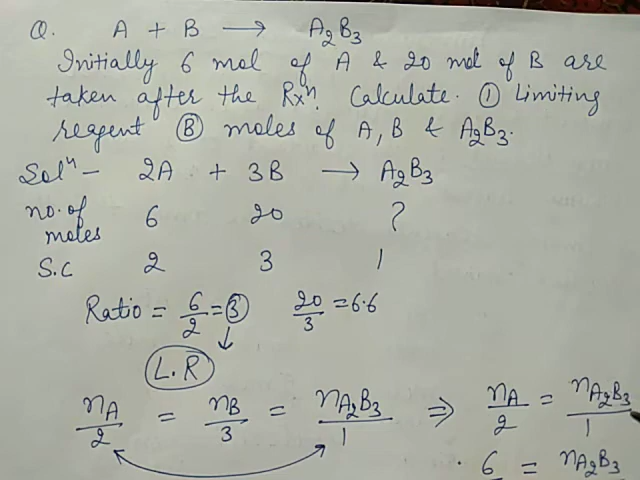 Q. A + B ⟶ A₂B₃
Initially 6 mol of A & 20 mol of B are
taken after the Rxⁿ. Calculate. ① Limiting
reagent Ⓑ moles of A, B & A₂B₃.
Solⁿ – 2A + 3B ⟶ A₂B₃
no. of moles 6 20 ?
S.C 2 3 1
Ratio = 6/2 = ③ 20/3 = 6.6
L.R
nA/2 = nB/3 = nA₂B₃/1 ⇒ nA/2 = nA₂B₃/1
6 = nA₂B₃